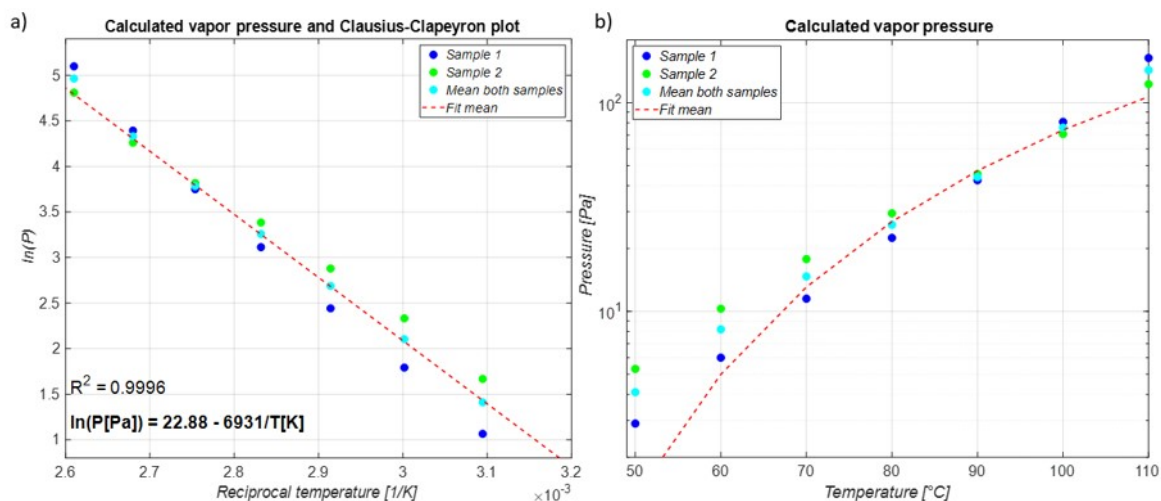 a)
Calculated vapor pressure and Clausius-Clapeyron plot
Sample 1
Sample 2
Mean both samples
Fit mean
5
4.5
4
3.5
3
2.5
2
1.5
1
ln(P)
R² = 0.9996
ln(P[Pa]) = 22.88 - 6931/T[K]
2.6 2.7 2.8 2.9 3 3.1 3.2
×10⁻³
Reciprocal temperature [1/K]
b)
Calculated vapor pressure
Sample 1
Sample 2
Mean both samples
Fit mean
10²
10¹
Pressure [Pa]
50 60 70 80 90 100 110
Temperature [°C]